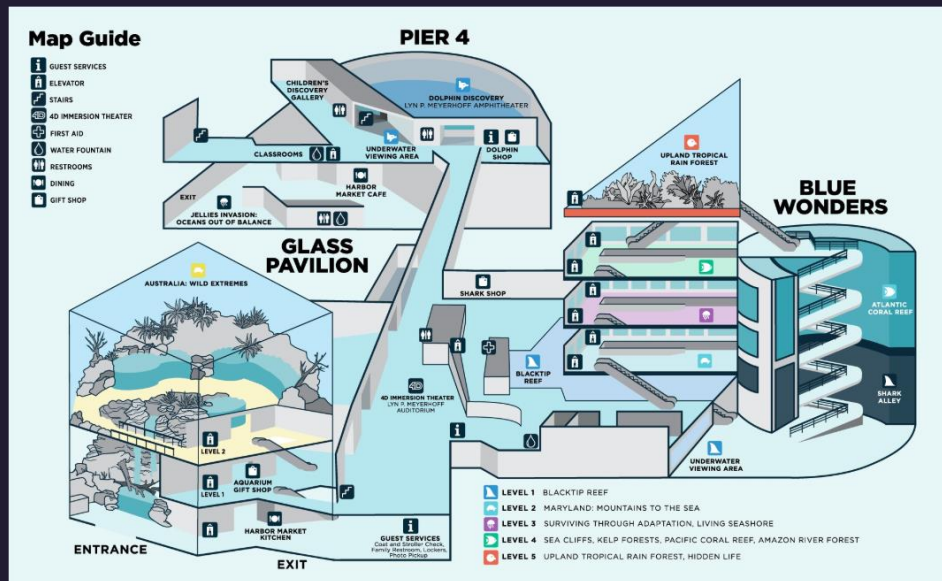 Map Guide
GUEST SERVICES
ELEVATOR
STAIRS
4D IMMERSION THEATER
FIRST AID
WATER FOUNTAIN
RESTROOMS
DINING
GIFT SHOP
PIER 4
CHILDREN'S
DISCOVERY
GALLERY
DOLPHIN DISCOVERY
LYN P. MEYERHOFF AMPHITHEATER
CLASSROOMS
UNDERWATER
VIEWING AREA
DOLPHIN
SHOP
HARBOR
MARKET CAFE
EXIT
JELLIES INVASION:
OCEANS OUT OF BALANCE
GLASS
PAVILION
UPLAND TROPICAL
RAIN FOREST
BLUE
WONDERS
SHARK SHOP
AUSTRALIA: WILD EXTREMES
ATLANTIC
CORAL REEF
BLACKTIP
REEF
SHARK
ALLEY
4D IMMERSION THEATER
LYN P. MEYERHOFF
AUDITORIUM
LEVEL 2
UNDERWATER
VIEWING AREA
LEVEL 1
AQUARIUM
GIFT SHOP
HARBOR MARKET
KITCHEN
GUEST SERVICES
Coat and Stroller Check,
Family Restroom, Lockers,
Photo Pickup
ENTRANCE
EXIT
LEVEL 1 BLACKTIP REEF
LEVEL 2 MARYLAND: MOUNTAINS TO THE SEA
LEVEL 3 SURVIVING THROUGH ADAPTATION, LIVING SEASHORE
LEVEL 4 SEA CLIFFS, KELP FORESTS, PACIFIC CORAL REEF, AMAZON RIVER FOREST
LEVEL 5 UPLAND TROPICAL RAIN FOREST, HIDDEN LIFE